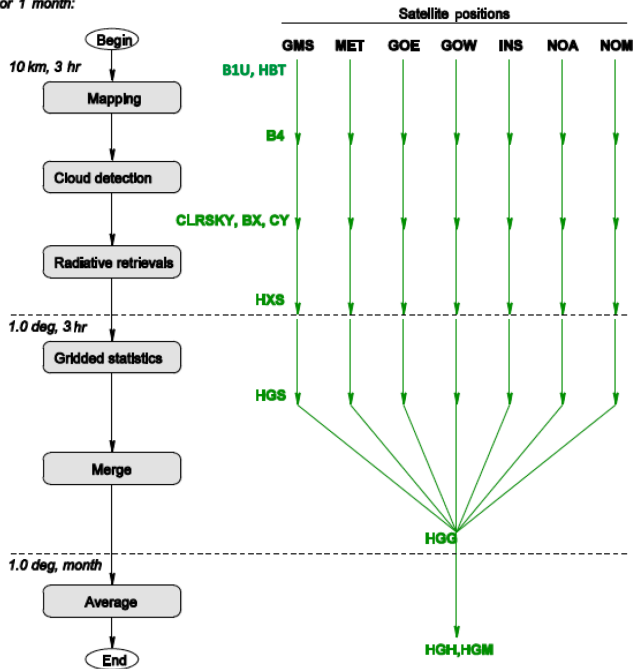 or 1 month:
Satellite positions
Begin
GMS MET GOE GOW INS NOA NOM
10 km, 3 hr
B1U, HBT
Mapping
B4
Cloud detection
CLRSKY, BX, CY
Radiative retrievals
HXS
1.0 deg, 3 hr
Gridded statistics
HGS
Merge
HGG
1.0 deg, month
Average
HGH,HGM
End